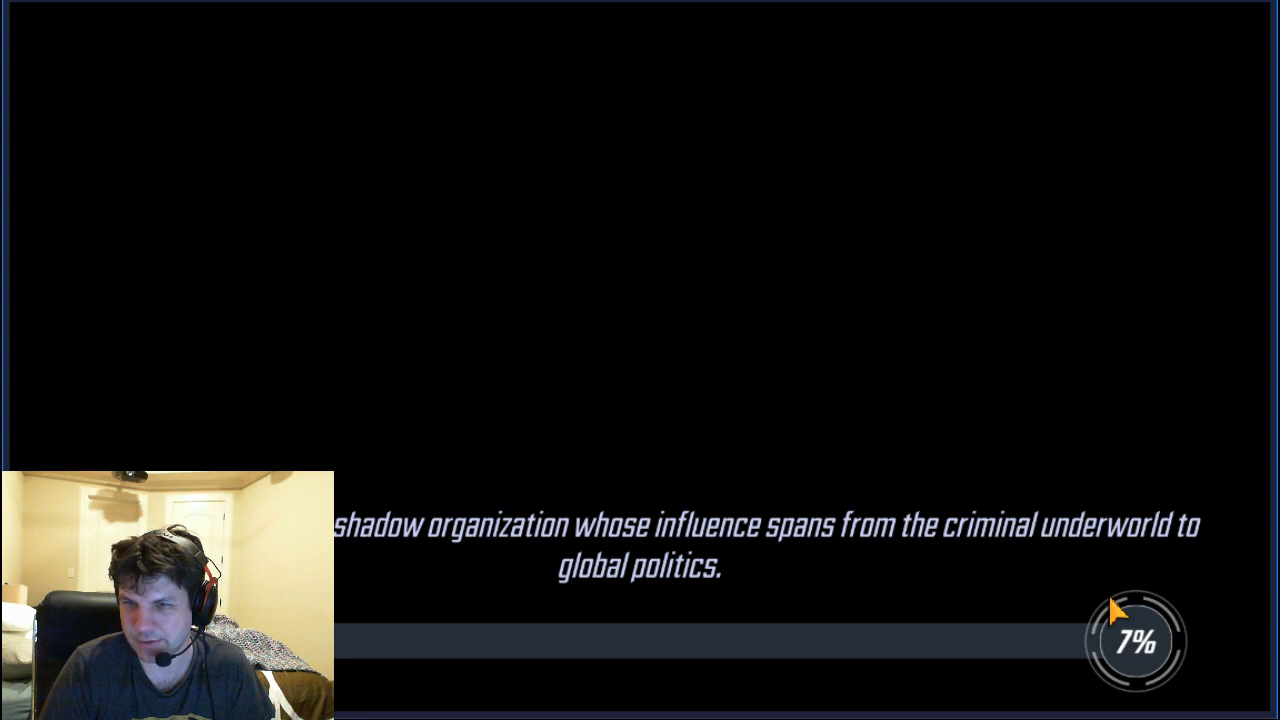 shadow organization whose influence spans from the criminal underworld to
global politics.
7%